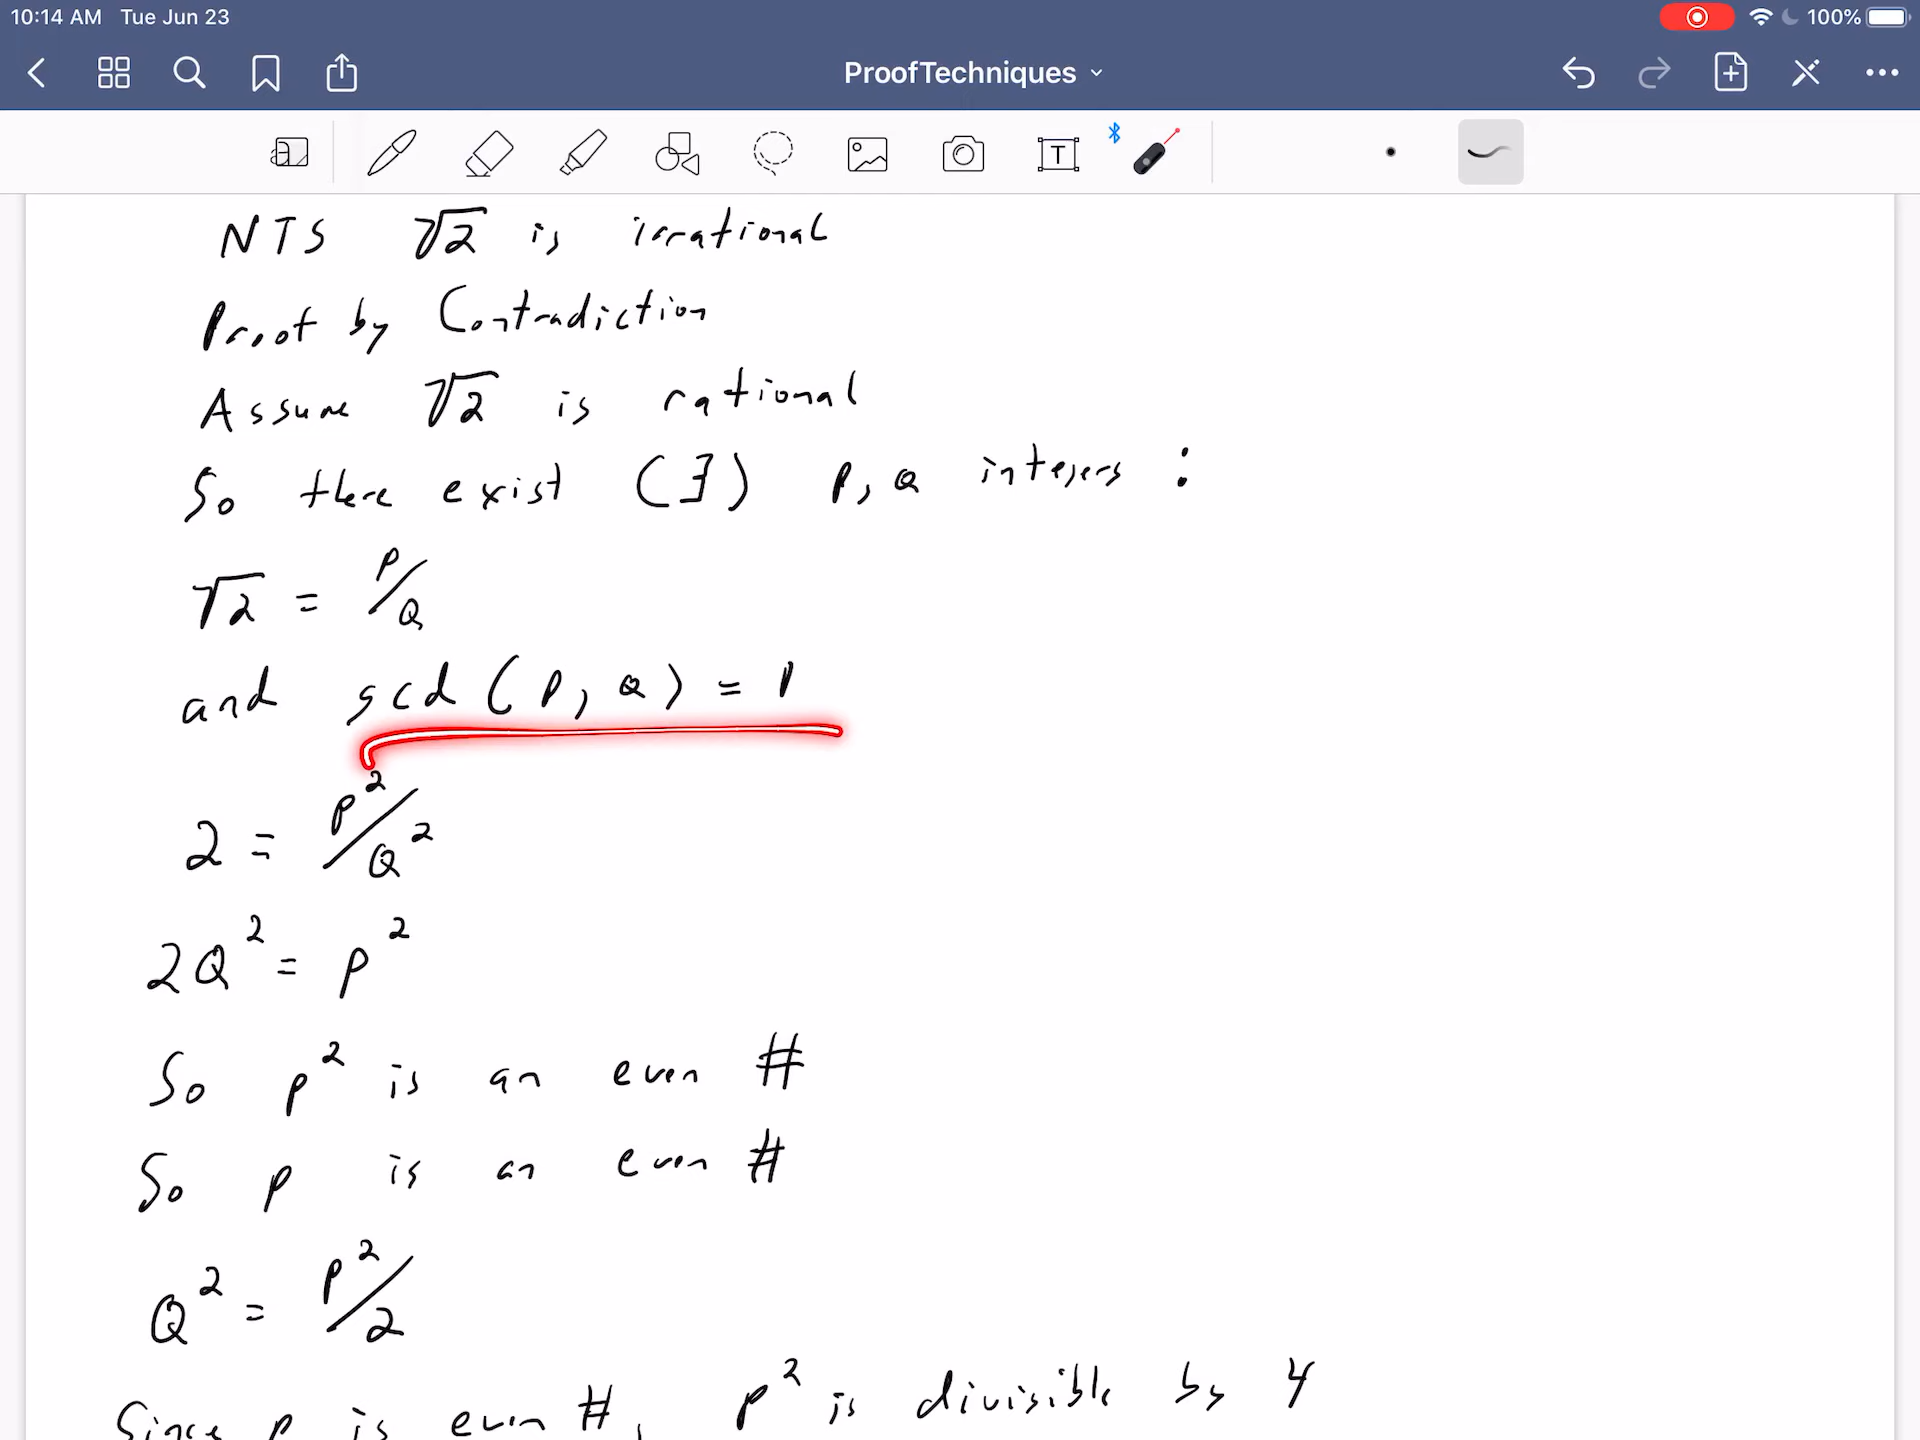 10:14 AM Tue Jun 23
100%
ProofTechniques
NTS √2 is irrational
Proof by Contradiction
Assume √2 is rational
So there exist (∃) P, Q integers :
√2 = P/Q
and gcd (P, Q) = 1
2 = P²/Q²
2Q² = P²
So P² is an even #
So P is an even #
Q² = P²/2
Since P is even #, P² is divisible by 4